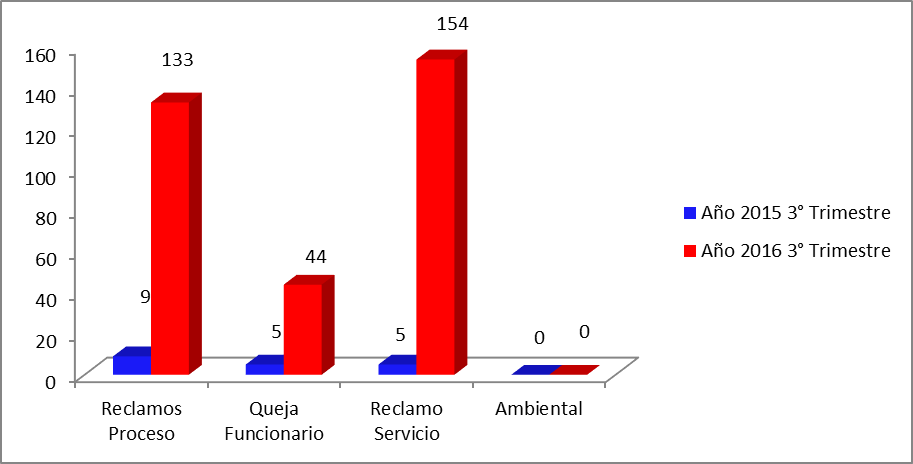 154
133
160
140
120
100
80
60
40
20
0
9
5
44
5
0
0
Reclamos
Proceso
Queja
Funcionario
Reclamo
Servicio
Ambiental
Año 2015 3° Trimestre
Año 2016 3° Trimestre